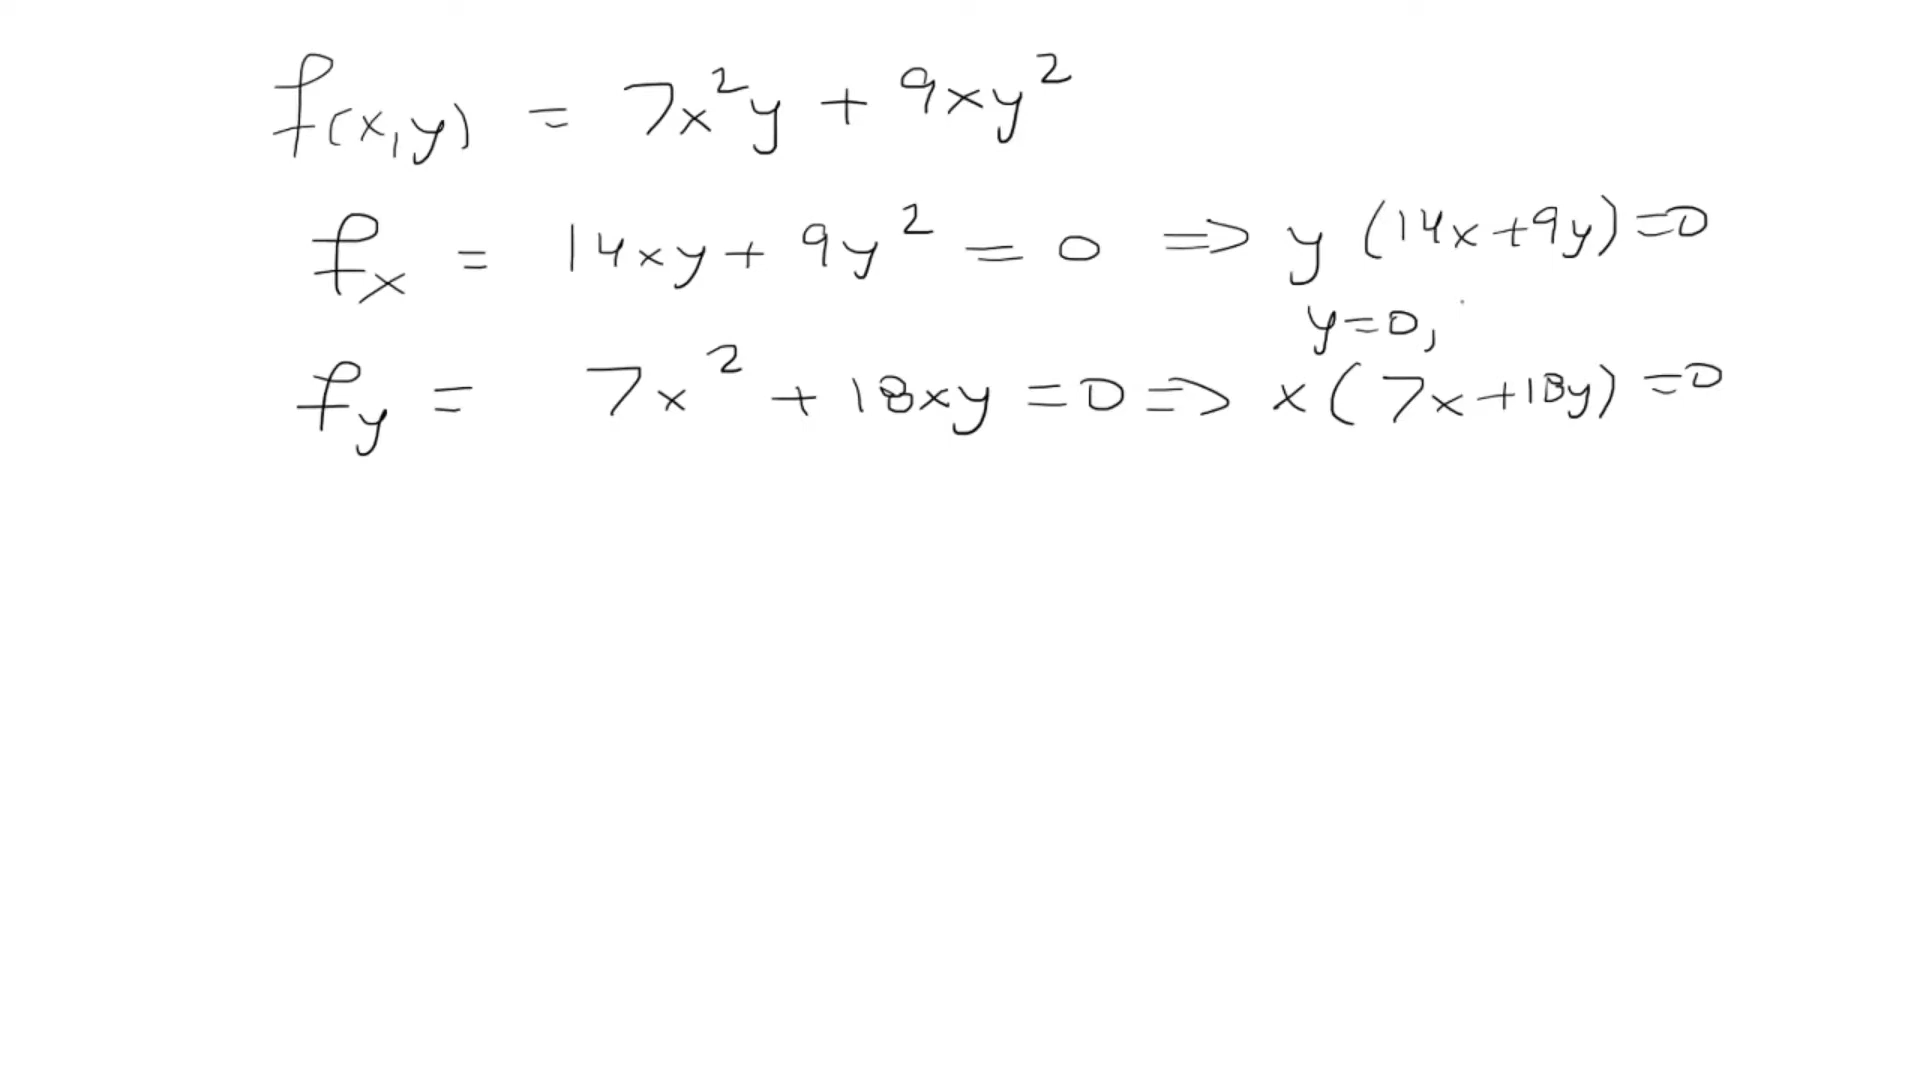 f(x,y) = 7x²y + 9xy²
fx = 14xy + 9y² = 0 ⇒ y (14x+9y)=0
y=0,
fy = 7x² + 18xy = 0 ⇒ x (7x+18y)=0